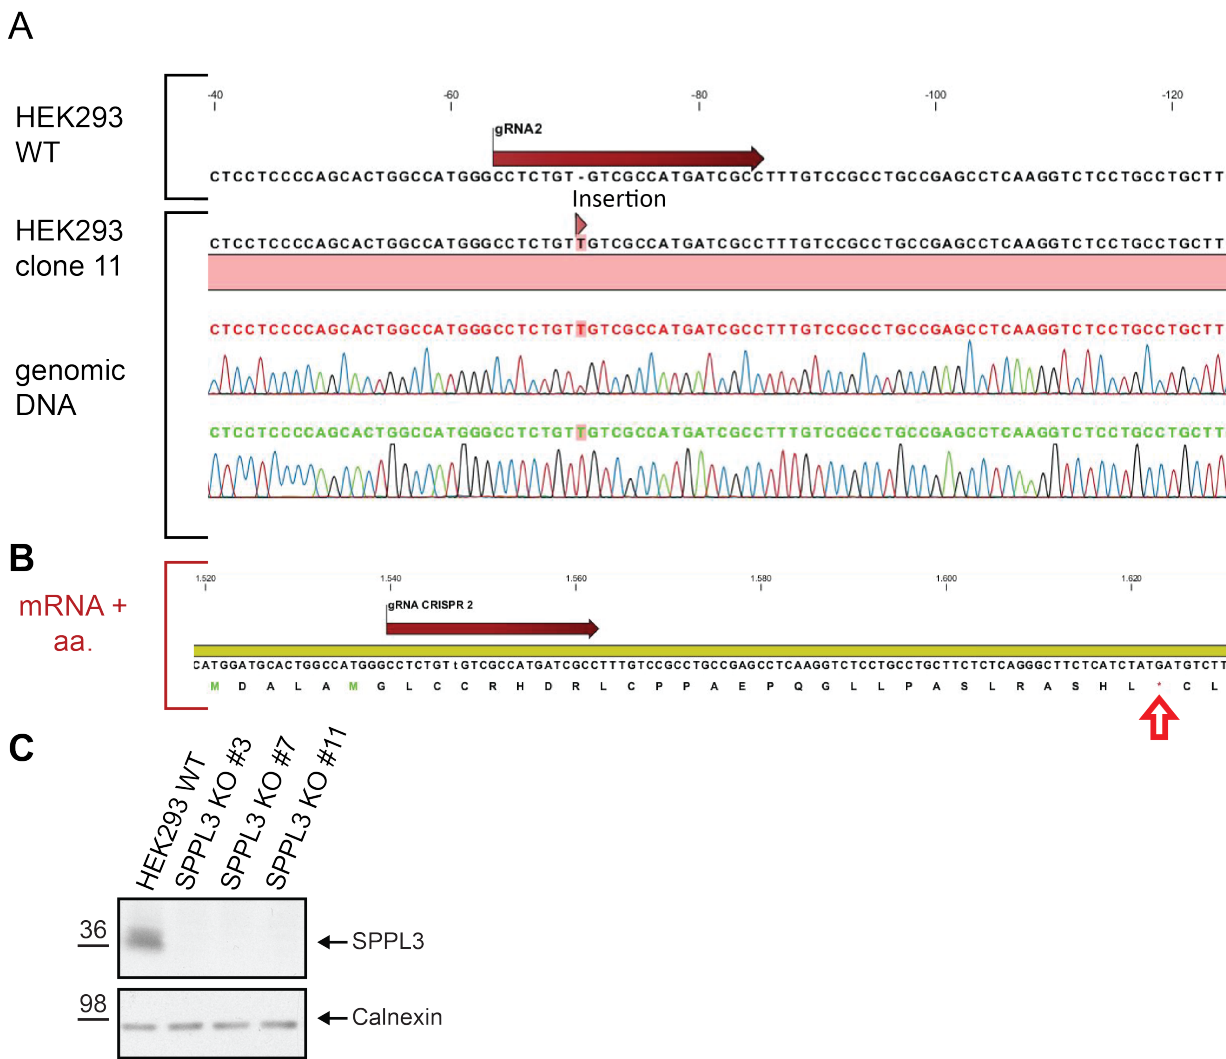 A
HEK293
WT
-40 -60 -80 -100 -120
gRNA2
CTCCTCCCCAGCACTGGCCATGGGCCTCTGT-GTCGCCATGATCGCCTTTGTCCGCCTGCCGAGCCTCAAGGTCTCCTGCCTGCTT
Insertion
HEK293
clone 11
CTCCTCCCCAGCACTGGCCATGGGCCTCTGTTGTCGCCATGATCGCCTTTGTCCGCCTGCCGAGCCTCAAGGTCTCCTGCCTGCTT
genomic
DNA
CTCCTCCCCAGCACTGGCCATGGGCCTCTGTTGTCGCCATGATCGCCTTTGTCCGCCTGCCGAGCCTCAAGGTCTCCTGCCTGCTT
CTCCTCCCCAGCACTGGCCATGGGCCTCTGTTGTCGCCATGATCGCCTTTGTCCGCCTGCCGAGCCTCAAGGTCTCCTGCCTGCTT
B
mRNA +
aa.
1.520 1.540 1.560 1.580 1.600 1.620
gRNA CRISPR 2
CATGGATGCACTGGCCATGGGCCTCTGTtGTCGCCATGATCGCCTTTGTCCGCCTGCCGAGCCTCAAGGTCTCCTGCCTGCTTCTCTCAGGGCTTCTCATCTATGATGTCTT
M D A L A M G L C C R H D R L C P P A E P Q G L L P A S L R A S H L * C L
C
HEK293 WT
SPPL3 KO #3
SPPL3 KO #7
SPPL3 KO #11
36
SPPL3
98
Calnexin